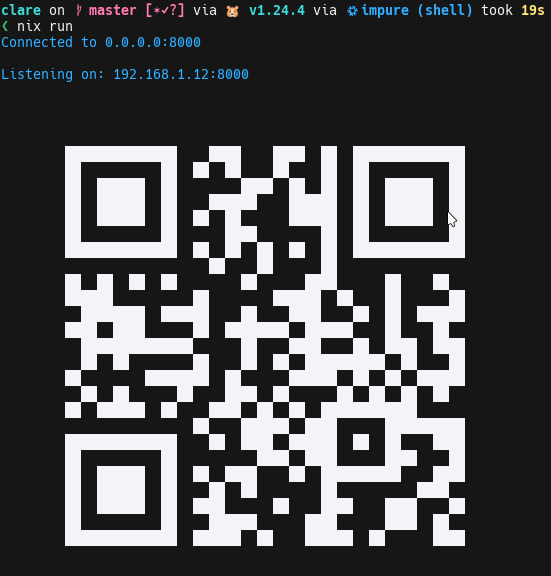 clare on master [*✓?] via 🐹 v1.24.4 via ❄ impure (shell) took 19s
❮ nix run
Connected to 0.0.0.0:8000
Listening on: 192.168.1.12:8000